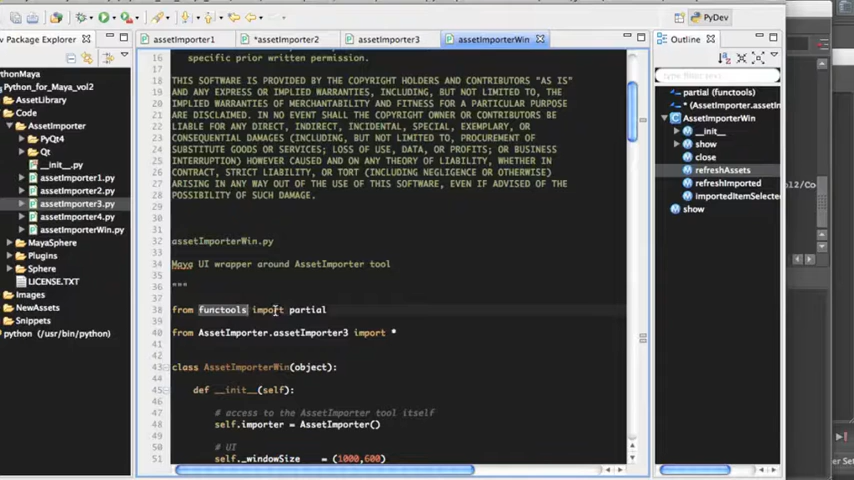 PyDev
v Package Explorer
assetImporter1
*assetImporter2
assetImporter3
assetImporterWin
Outline
type filter text
ythonMaya
Python_for_Maya_vol2
AssetLibrary
Code
AssetImporter
PyQt4
Qt
__init__.py
assetImporter1.py
assetImporter2.py
assetImporter3.py
assetImporter4.py
assetImporterWin.py
MayaSphere
Plugins
Sphere
LICENSE.TXT
Images
NewAssets
Snippets
python (/usr/bin/python)
16 specific prior written permission.
17
18 THIS SOFTWARE IS PROVIDED BY THE COPYRIGHT HOLDERS AND CONTRIBUTORS "AS IS"
19 AND ANY EXPRESS OR IMPLIED WARRANTIES, INCLUDING, BUT NOT LIMITED TO, THE
20 IMPLIED WARRANTIES OF MERCHANTABILITY AND FITNESS FOR A PARTICULAR PURPOSE
21 ARE DISCLAIMED. IN NO EVENT SHALL THE COPYRIGHT OWNER OR CONTRIBUTORS BE
22 LIABLE FOR ANY DIRECT, INDIRECT, INCIDENTAL, SPECIAL, EXEMPLARY, OR
23 CONSEQUENTIAL DAMAGES (INCLUDING, BUT NOT LIMITED TO, PROCUREMENT OF
24 SUBSTITUTE GOODS OR SERVICES; LOSS OF USE, DATA, OR PROFITS; OR BUSINESS
25 INTERRUPTION) HOWEVER CAUSED AND ON ANY THEORY OF LIABILITY, WHETHER IN
26 CONTRACT, STRICT LIABILITY, OR TORT (INCLUDING NEGLIGENCE OR OTHERWISE)
27 ARISING IN ANY WAY OUT OF THE USE OF THIS SOFTWARE, EVEN IF ADVISED OF THE
28 POSSIBILITY OF SUCH DAMAGE.
29
30
31
32 assetImporterWin.py
33
34 Maya UI wrapper around AssetImporter tool
35
36 """
37
38 from functools import partial
39
40 from AssetImporter.assetImporter3 import *
41
42
43 class AssetImporterWin(object):
44
45 def __init__(self):
46
47 # access to the AssetImporter tool itself
48 self.importer = AssetImporter()
49
50 # UI
51 self._windowSize = (1000,600)
partial (functools)
* (AssetImporter.assetIn
AssetImporterWin
__init__
show
close
refreshAssets
refreshImported
importedItemSelecte
show